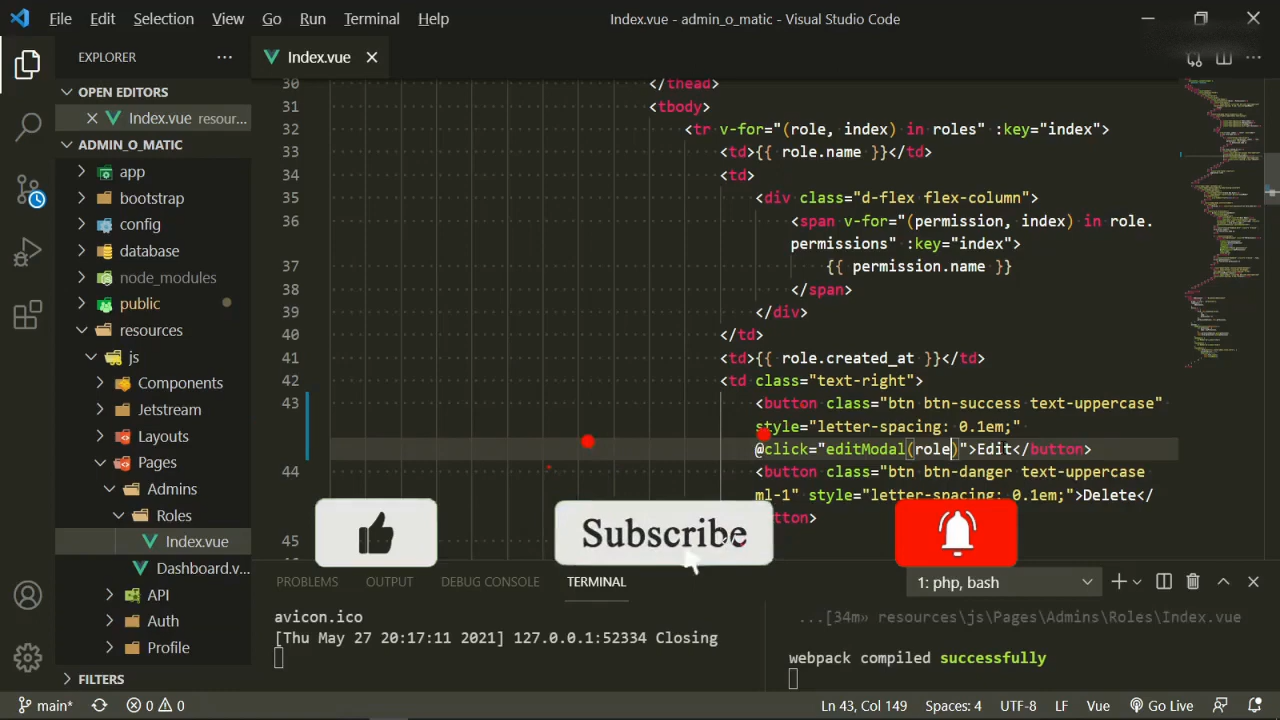 File Edit Selection View Go Run Terminal Help
Index.vue - admin_o_matic - Visual Studio Code
EXPLORER
Index.vue
OPEN EDITORS
Index.vue resour...
ADMIN_O_MATIC
app
bootstrap
config
database
node_modules
public
resources
js
Components
Jetstream
Layouts
Pages
Admins
Roles
Index.vue
Dashboard.v...
API
Auth
Profile
FILTERS
30 </thead>
31 <tbody>
32 <tr v-for="(role, index) in roles" :key="index">
33 <td>{{ role.name }}</td>
34 <td>
35 <div class="d-flex flex-column">
36 <span v-for="(permission, index) in role.
permissions" :key="index">
37 {{ permission.name }}
38 </span>
39 </div>
40 </td>
41 <td>{{ role.created_at }}</td>
42 <td class="text-right">
43 <button class="btn btn-success text-uppercase"
style="letter-spacing: 0.1em;"
@click="editModal(role)">Edit</button>
44 <button class="btn btn-danger text-uppercase
ml-1" style="letter-spacing: 0.1em;">Delete</
45
Subscribe
PROBLEMS OUTPUT DEBUG CONSOLE TERMINAL
1: php, bash
avicon.ico
[Thu May 27 20:17:11 2021] 127.0.0.1:52334 Closing
...[34m» resources\js\Pages\Admins\Roles\Index.vue
webpack compiled successfully
main* 0 0
Ln 43, Col 149 Spaces: 4 UTF-8 LF Vue Go Live